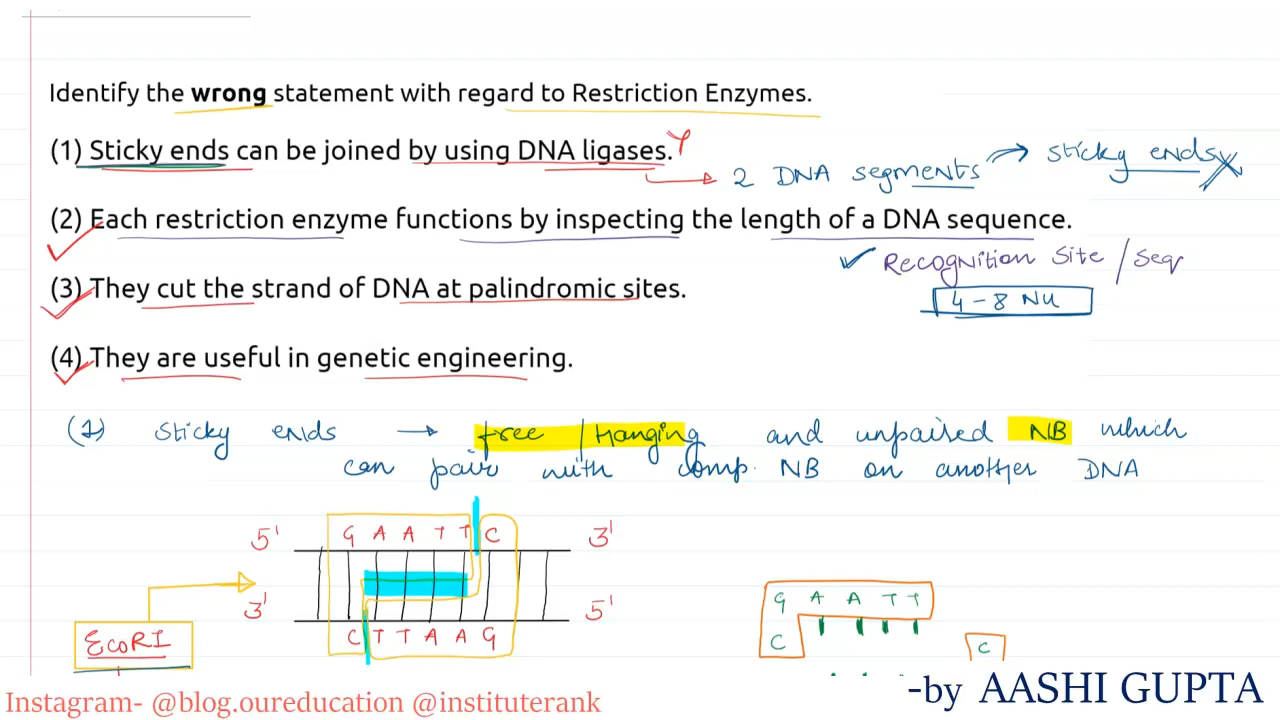 Identify the wrong statement with regard to Restriction Enzymes.
(1) Sticky ends can be joined by using DNA ligases.
2 DNA segments → sticky ends
(2) Each restriction enzyme functions by inspecting the length of a DNA sequence.
Recognition site / seq
(3) They cut the strand of DNA at palindromic sites.
4 - 8 NU
(4) They are useful in genetic engineering.
(1) sticky ends → free / Hanging and unpaired NB which
can pair with comp. NB on another DNA
5' G A A T T C 3'
3' 5'
C T T A A G
EcoRI
G A A T T
C
C
Instagram- @blog.oureducation @instituterank
-by AASHI GUPTA